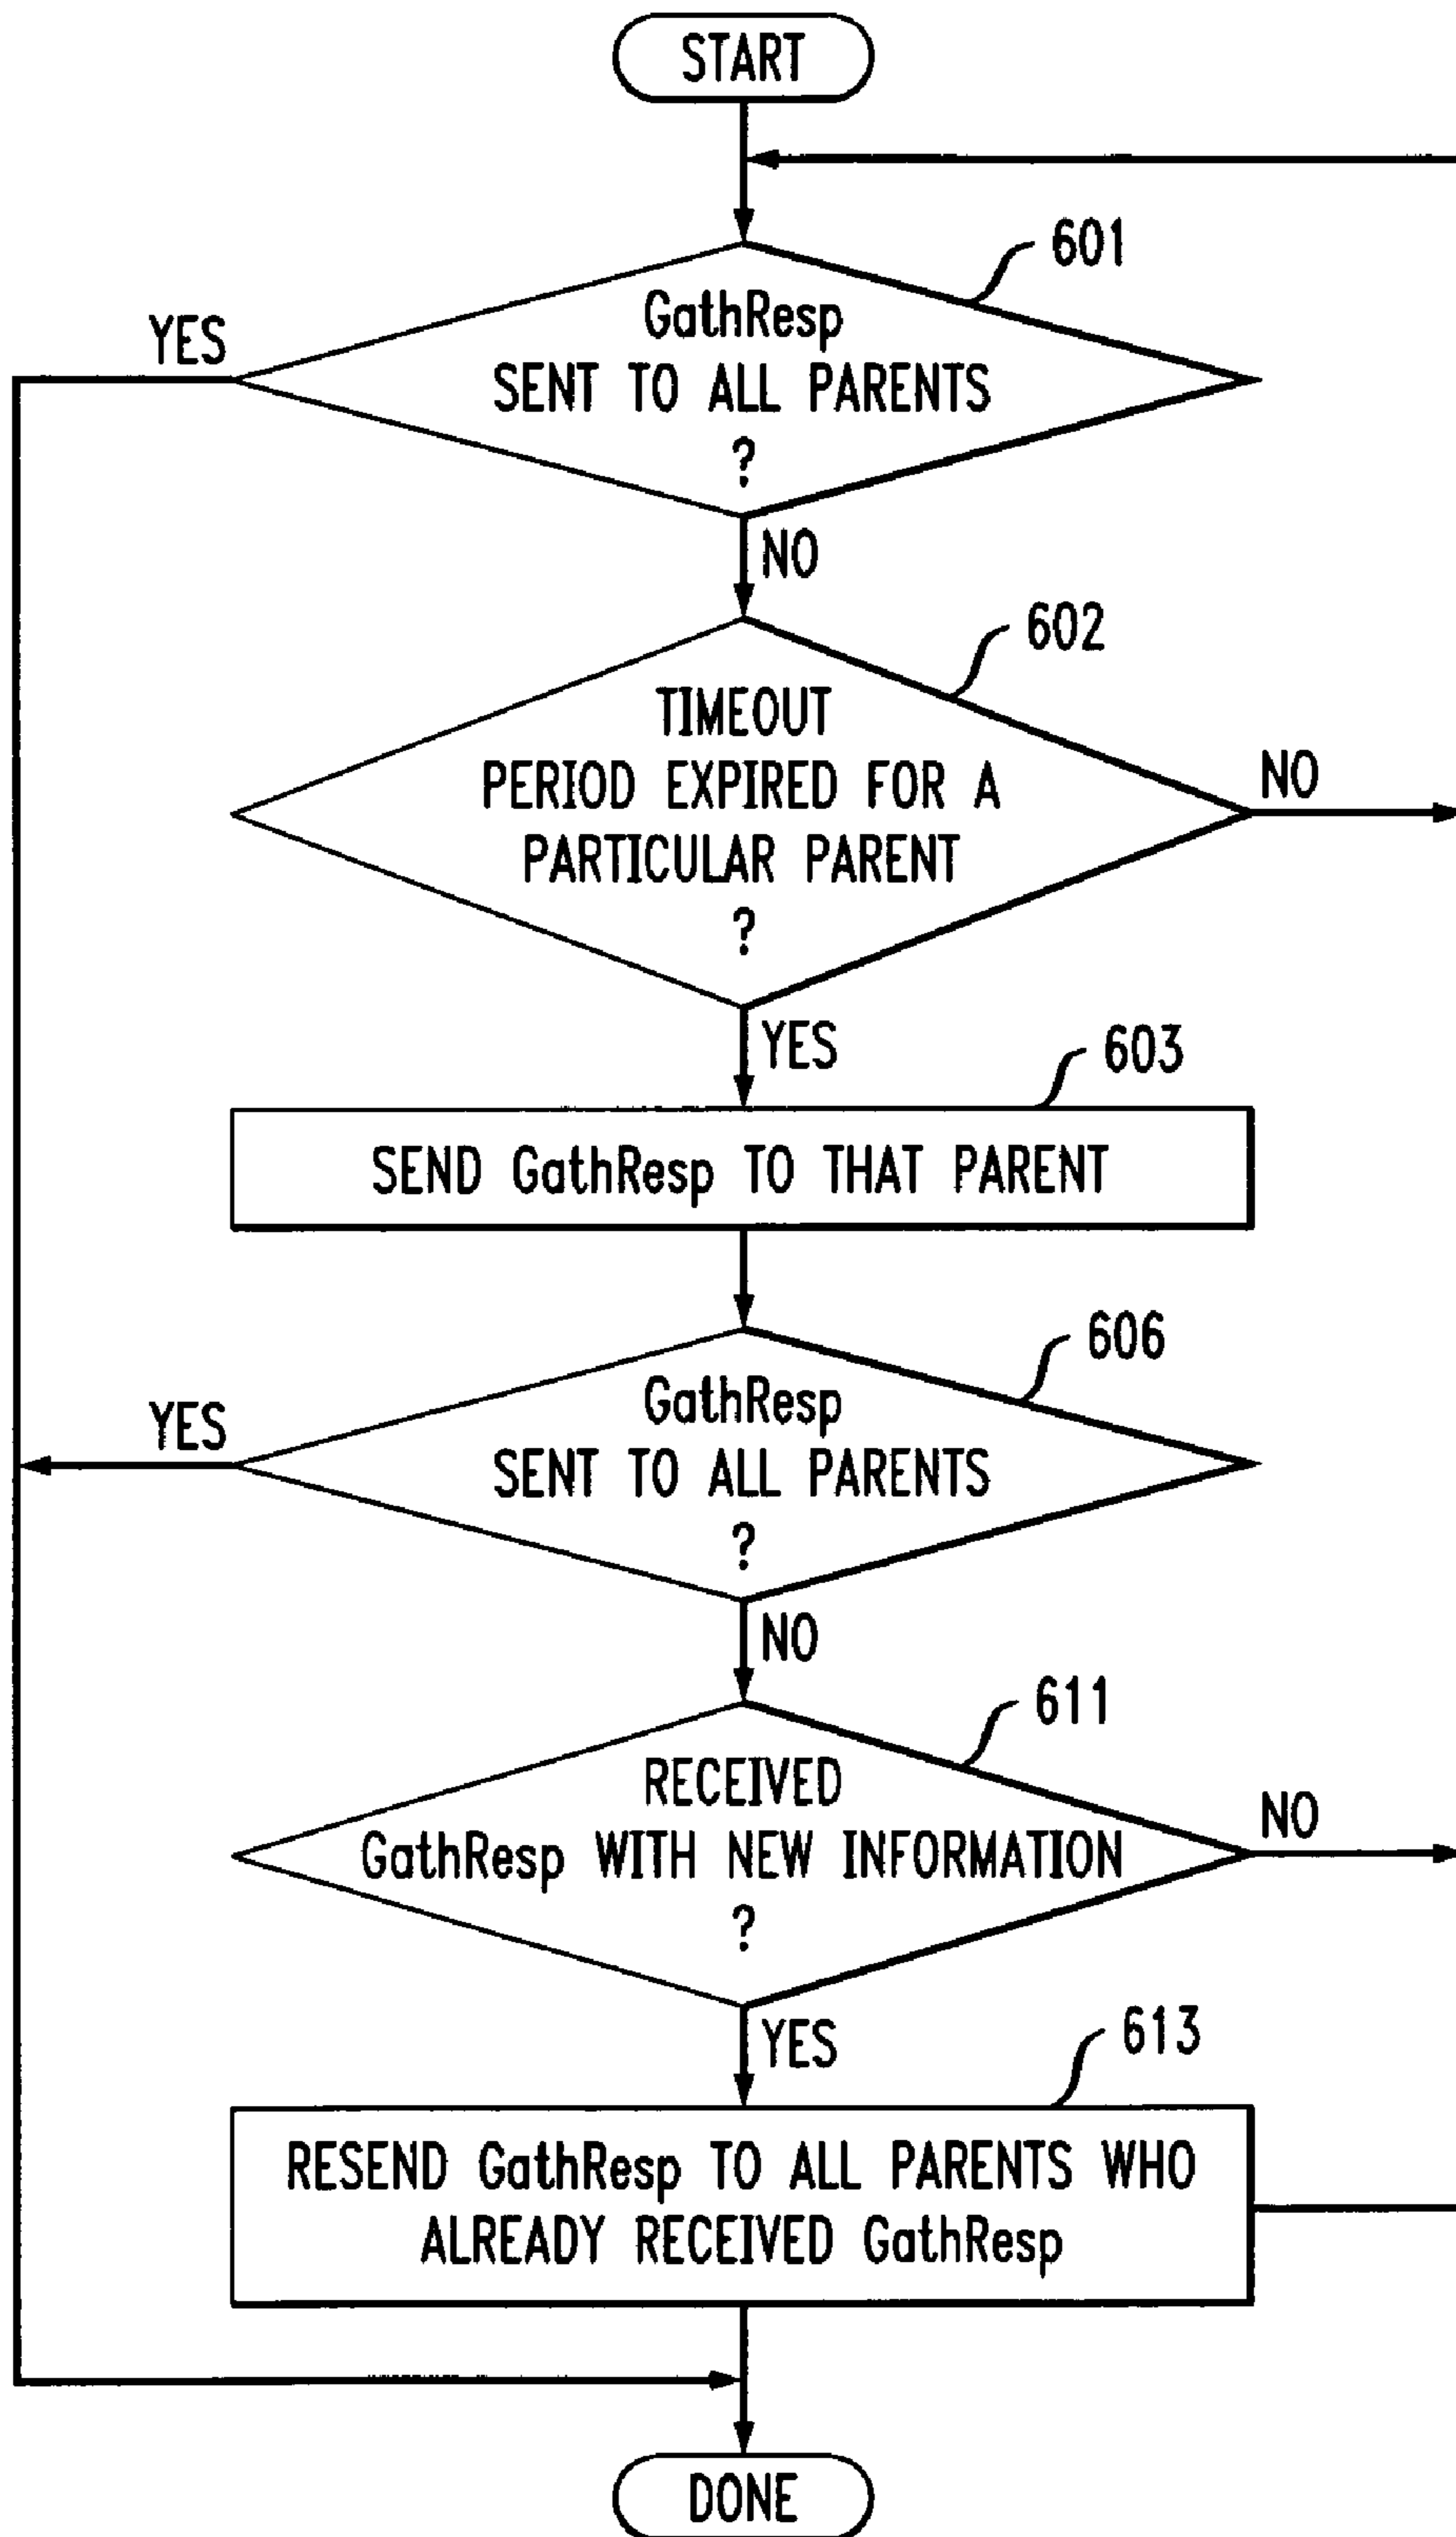 START
601
GathResp
SENT TO ALL PARENTS
?
YES
NO
602
TIMEOUT
PERIOD EXPIRED FOR A
PARTICULAR PARENT
?
NO
YES
603
SEND GathResp TO THAT PARENT
606
GathResp
SENT TO ALL PARENTS
?
YES
NO
611
RECEIVED
GathResp WITH NEW INFORMATION
?
NO
YES
613
RESEND GathResp TO ALL PARENTS WHO
ALREADY RECEIVED GathResp
DONE